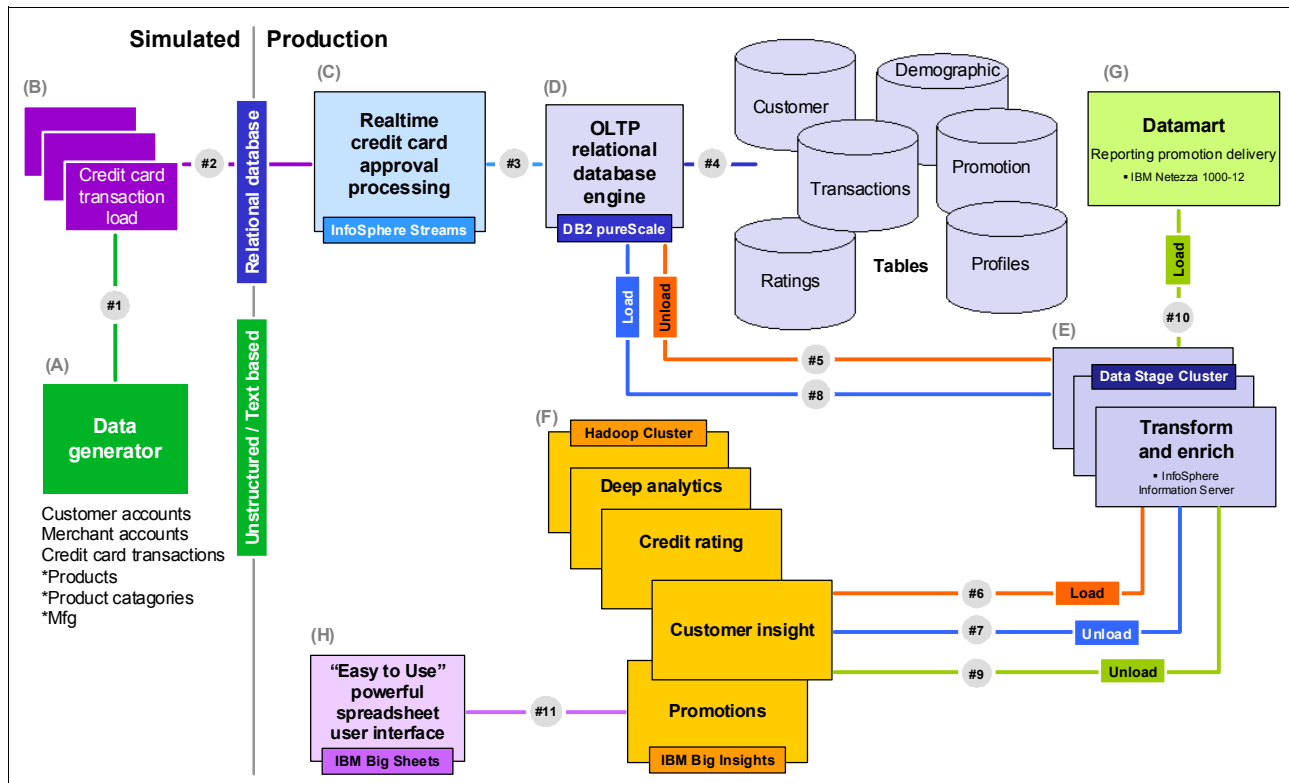 Simulated
Production
(B)
Credit card
transaction
load
#2
Relational database
(C)
Realtime
credit card
approval
processing
InfoSphere Streams
#3
(D)
OLTP
relational
database
engine
DB2 pureScale
#4
Customer
Demographic
Transactions
Promotion
Ratings
Tables
Profiles
(G)
Datamart
Reporting promotion delivery
▪ IBM Netezza 1000-12
Load
#10
#1
Load
Unload
#5
#8
(E)
Data Stage Cluster
Transform
and enrich
▪ InfoSphere
Information Server
(A)
Data
generator
Customer accounts
Merchant accounts
Credit card transactions
*Products
*Product catagories
*Mfg
Unstructured / Text based
(F)
Hadoop Cluster
Deep analytics
Credit rating
Customer insight
Promotions
IBM Big Insights
#6
Load
#7
Unload
#9
Unload
(H)
“Easy to Use”
powerful
spreadsheet
user interface
IBM Big Sheets
#11